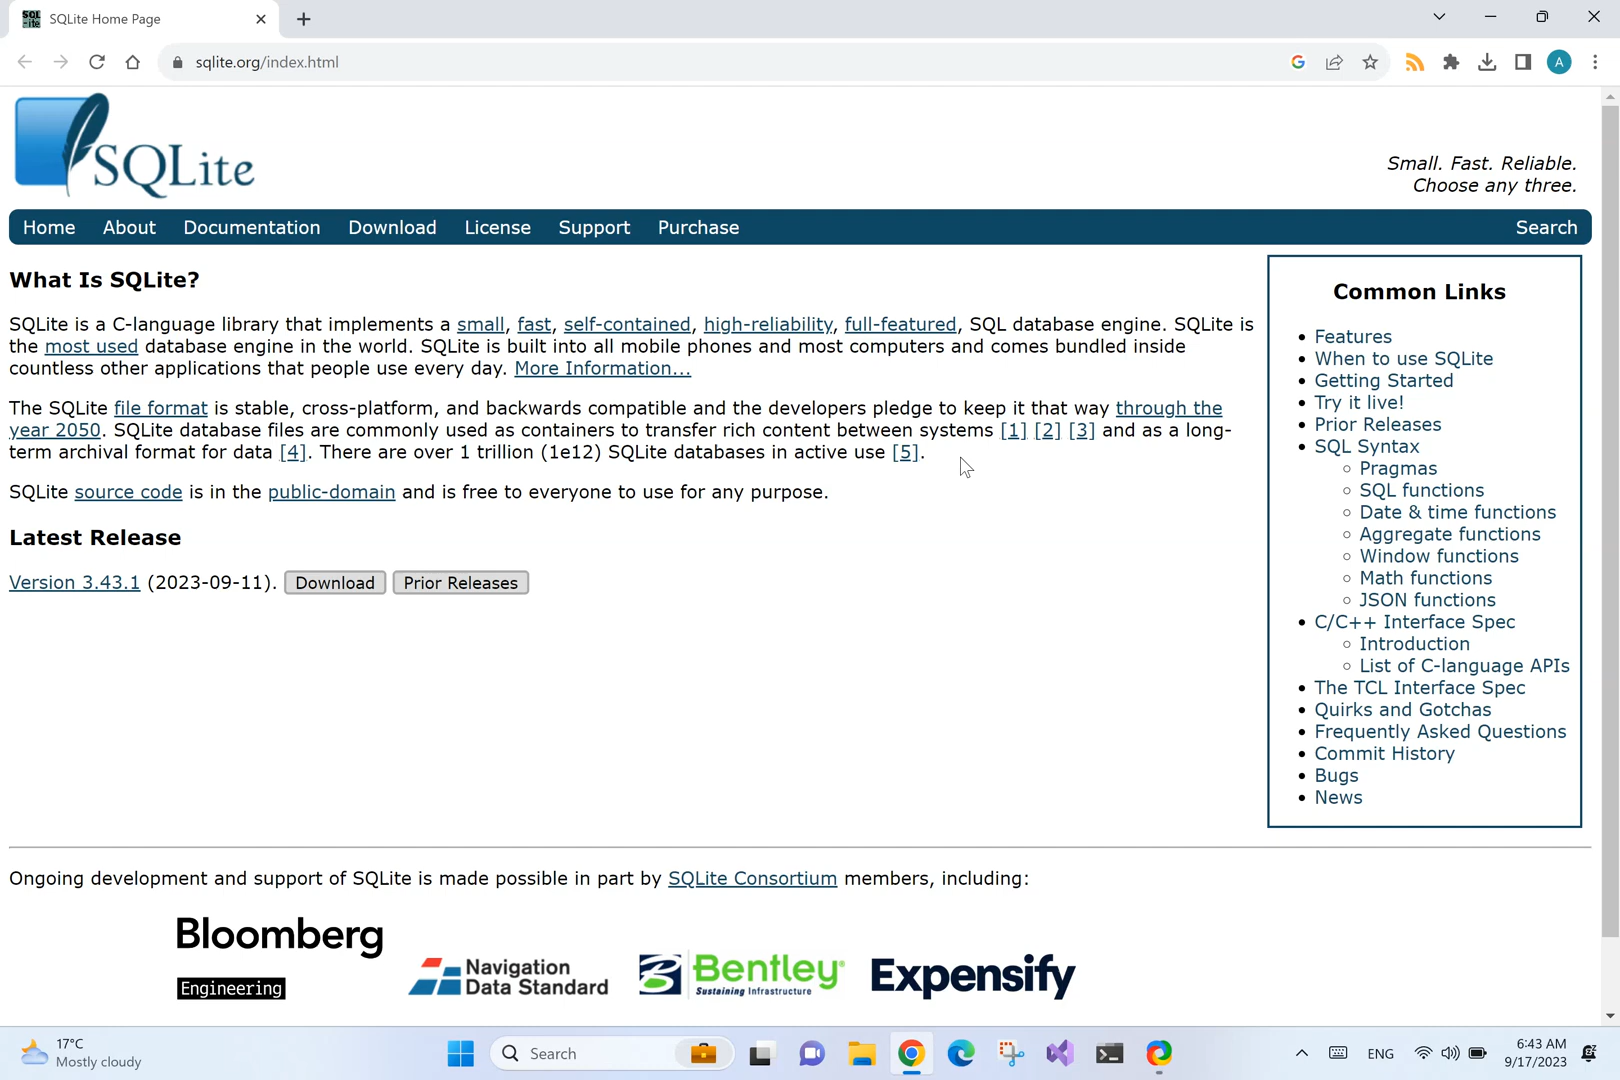 SQLite Home Page
sqlite.org/index.html
A
SQLite
Small. Fast. Reliable.
Choose any three.
Home About Documentation Download License Support Purchase Search
What Is SQLite?
SQLite is a C-language library that implements a small, fast, self-contained, high-reliability, full-featured, SQL database engine. SQLite is
the most used database engine in the world. SQLite is built into all mobile phones and most computers and comes bundled inside
countless other applications that people use every day. More Information...
The SQLite file format is stable, cross-platform, and backwards compatible and the developers pledge to keep it that way through the
year 2050. SQLite database files are commonly used as containers to transfer rich content between systems [1] [2] [3] and as a long-
term archival format for data [4]. There are over 1 trillion (1e12) SQLite databases in active use [5].
SQLite source code is in the public-domain and is free to everyone to use for any purpose.
Latest Release
Version 3.43.1 (2023-09-11). Download Prior Releases
Common Links
Features
When to use SQLite
Getting Started
Try it live!
Prior Releases
SQL Syntax
Pragmas
SQL functions
Date & time functions
Aggregate functions
Window functions
Math functions
JSON functions
C/C++ Interface Spec
Introduction
List of C-language APIs
The TCL Interface Spec
Quirks and Gotchas
Frequently Asked Questions
Commit History
Bugs
News
Ongoing development and support of SQLite is made possible in part by SQLite Consortium members, including:
Bloomberg
Engineering
Navigation
Data Standard
Bentley
Sustaining Infrastructure
Expensify
17°C
Mostly cloudy
Search
ENG
6:43 AM
9/17/2023